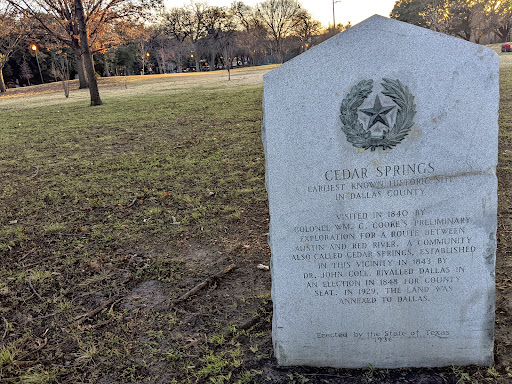 CEDAR SPRINGS
EARLIEST KNOWN HISTORIC SITE
IN DALLAS COUNTY
VISITED IN 1840 BY
COLONEL WM. G. COOKE'S PRELIMINARY
EXPLORATION FOR A ROUTE BETWEEN
AUSTIN AND RED RIVER. A COMMUNITY
ALSO CALLED CEDAR SPRINGS, ESTABLISHED
IN THIS VICINITY IN 1843 BY
DR. JOHN COLE, RIVALLED DALLAS IN
AN ELECTION IN 1848 FOR COUNTY
SEAT. IN 1929, THE LAND WAS
ANNEXED TO DALLAS.
Erected by the State of Texas
1936